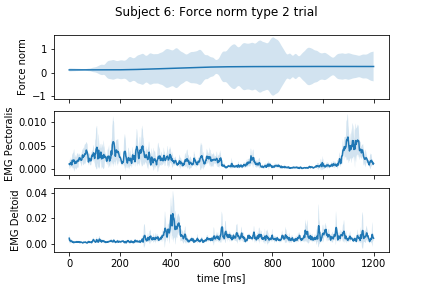 Subject 6: Force norm type 2 trial
Force norm
1
0
−1
EMG Pectoralis
0.010
0.005
0.000
EMG Deltoid
0.04
0.02
0.00
0 200 400 600 800 1000 1200
time [ms]